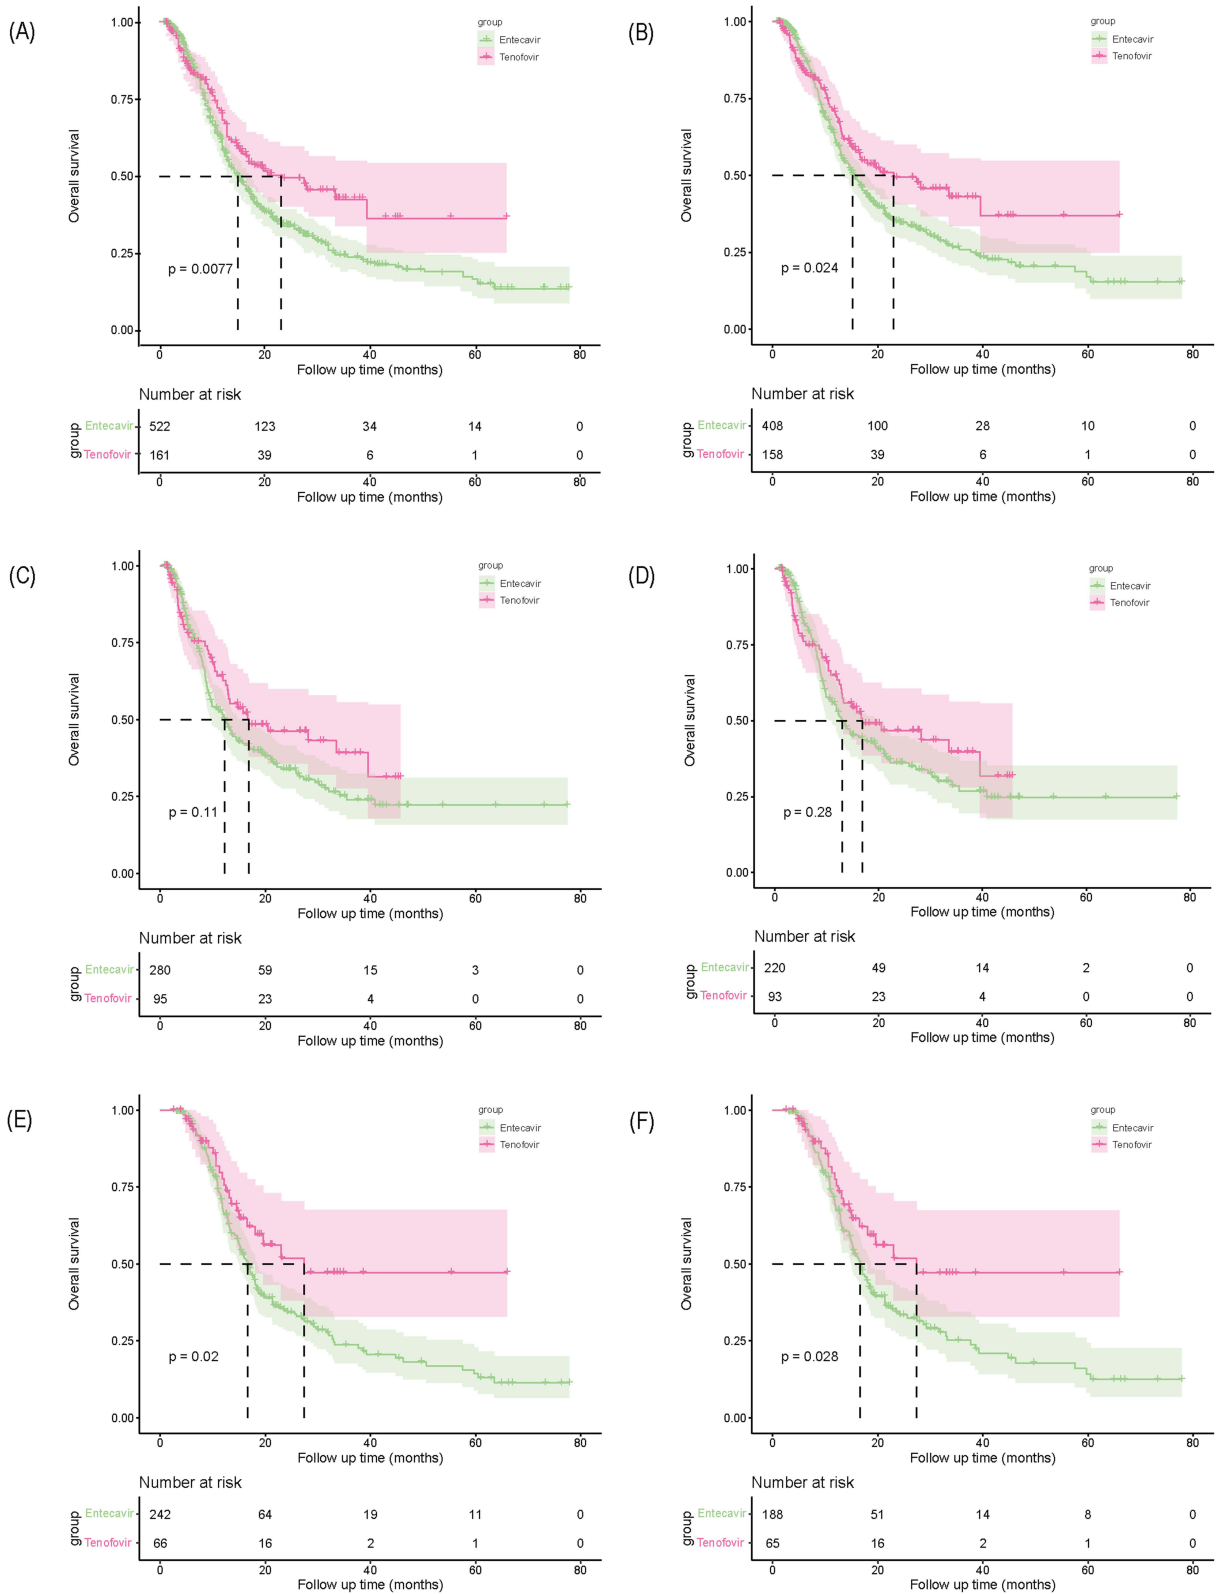 (A)
1.00
0.75
0.50
0.25
0.00
Overall survival
group
Entecavir
Tenofovir
p = 0.0077
0 20 40 60 80
Follow up time (months)
Number at risk
group
Entecavir 522 123 34 14 0
Tenofovir 161 39 6 1 0
0 20 40 60 80
Follow up time (months)
(B)
1.00
0.75
0.50
0.25
0.00
Overall survival
group
Entecavir
Tenofovir
p = 0.024
0 20 40 60 80
Follow up time (months)
Number at risk
group
Entecavir 408 100 28 10 0
Tenofovir 158 39 6 1 0
0 20 40 60 80
Follow up time (months)
(C)
1.00
0.75
0.50
0.25
0.00
Overall survival
group
Entecavir
Tenofovir
p = 0.11
0 20 40 60 80
Follow up time (months)
Number at risk
group
Entecavir 280 59 15 3 0
Tenofovir 95 23 4 0 0
0 20 40 60 80
Follow up time (months)
(D)
1.00
0.75
0.50
0.25
0.00
Overall survival
group
Entecavir
Tenofovir
p = 0.28
0 20 40 60 80
Follow up time (months)
Number at risk
group
Entecavir 220 49 14 2 0
Tenofovir 93 23 4 0 0
0 20 40 60 80
Follow up time (months)
(E)
1.00
0.75
0.50
0.25
0.00
Overall survival
group
Entecavir
Tenofovir
p = 0.02
0 20 40 60 80
Follow up time (months)
Number at risk
group
Entecavir 242 64 19 11 0
Tenofovir 66 16 2 1 0
0 20 40 60 80
Follow up time (months)
(F)
1.00
0.75
0.50
0.25
0.00
Overall survival
group
Entecavir
Tenofovir
p = 0.028
0 20 40 60 80
Follow up time (months)
Number at risk
group
Entecavir 188 51 14 8 0
Tenofovir 65 16 2 1 0
0 20 40 60 80
Follow up time (months)